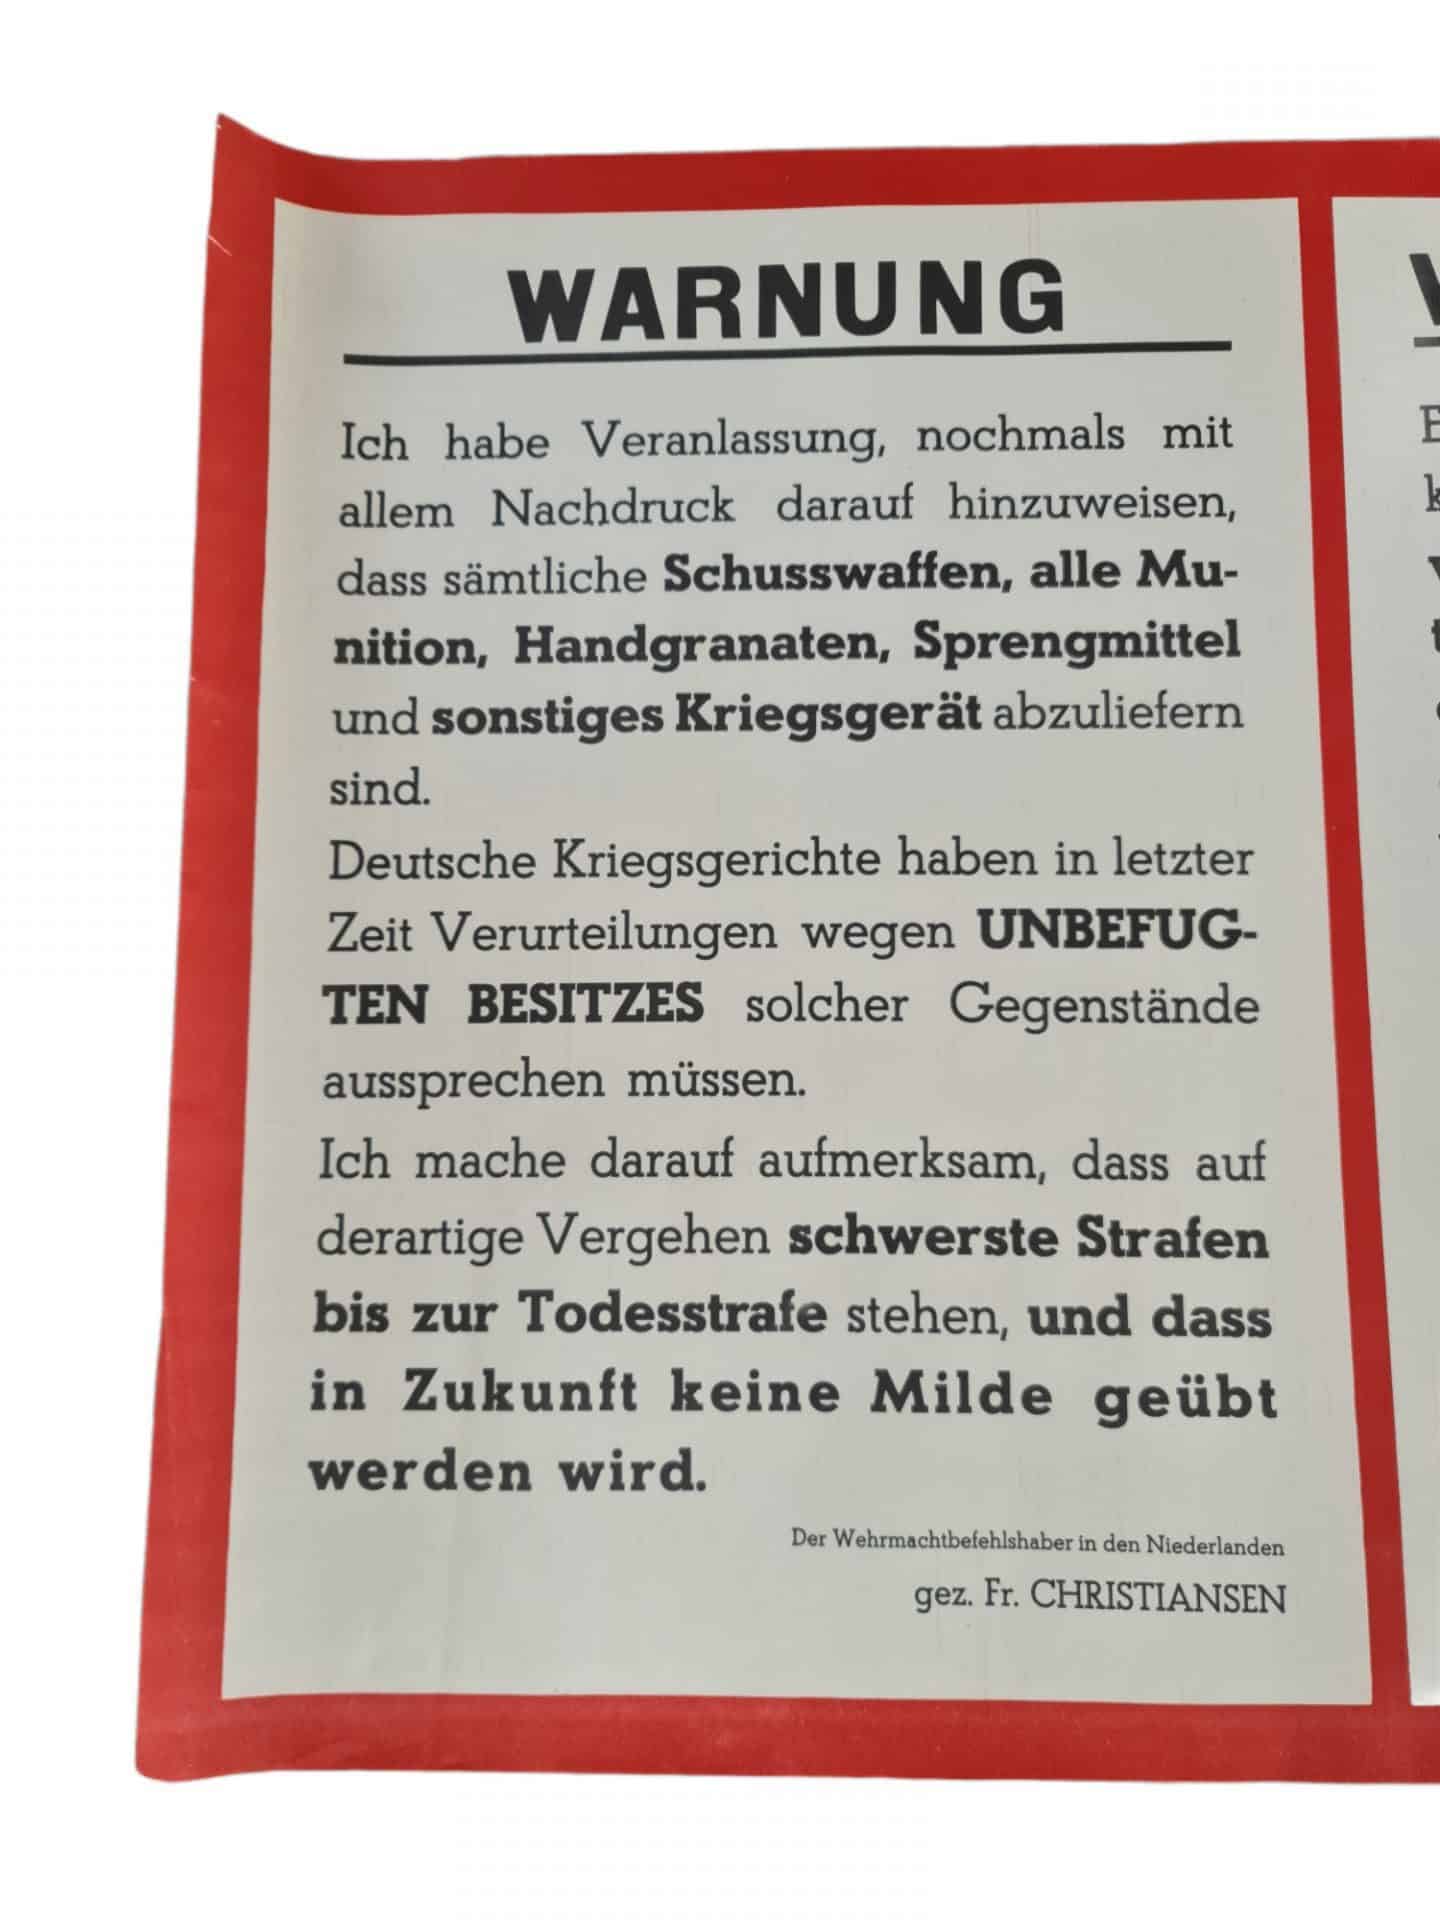 WARNUNG
Ich habe Veranlassung, nochmals mit
allem Nachdruck darauf hinzuweisen,
dass sämtliche Schusswaffen, alle Mu-
nition, Handgranaten, Sprengmittel
und sonstiges Kriegsgerät abzuliefern
sind.
Deutsche Kriegsgerichte haben in letzter
Zeit Verurteilungen wegen UNBEFUG-
TEN BESITZES solcher Gegenstände
aussprechen müssen.
Ich mache darauf aufmerksam, dass auf
derartige Vergehen schwerste Strafen
bis zur Todesstrafe stehen, und dass
in Zukunft keine Milde geübt
werden wird.
Der Wehrmachtbefehlshaber in den Niederlanden
gez. Fr. CHRISTIANSEN